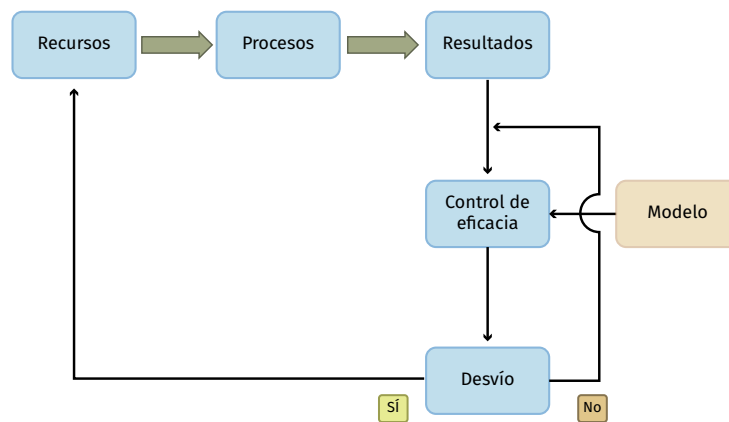 Recursos
Procesos
Resultados
Control de
eficacia
Modelo
Desvío
SÍ
No